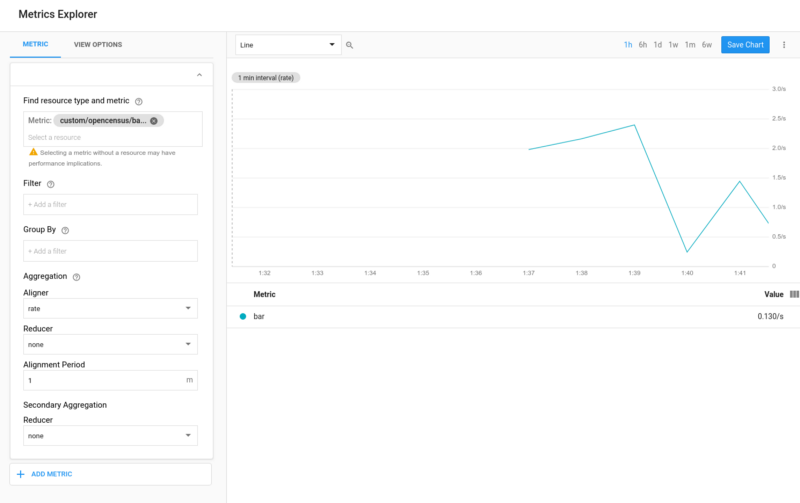 Metrics Explorer
METRIC
VIEW OPTIONS
Find resource type and metric
Metric: custom/opencensus/ba...
Select a resource
Selecting a metric without a resource may have
performance implications.
Filter
+ Add a filter
Group By
+ Add a filter
Aggregation
Aligner
rate
Reducer
none
Alignment Period
1 m
Secondary Aggregation
Reducer
none
ADD METRIC
Line
1h 6h 1d 1w 1m 6w
Save Chart
1 min interval (rate)
3.0/s
2.5/s
2.0/s
1.5/s
1.0/s
0.5/s
0
1:32 1:33 1:34 1:35 1:36 1:37 1:38 1:39 1:40 1:41
Metric Value
bar 0.130/s